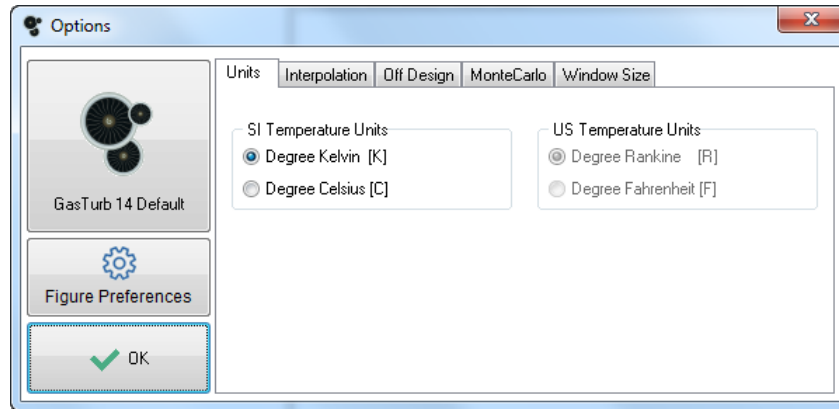 Options
Units Interpolation Off Design MonteCarlo Window Size
SI Temperature Units
Degree Kelvin [K]
Degree Celsius [C]
US Temperature Units
Degree Rankine [R]
Degree Fahrenheit [F]
GasTurb 14 Default
Figure Preferences
OK